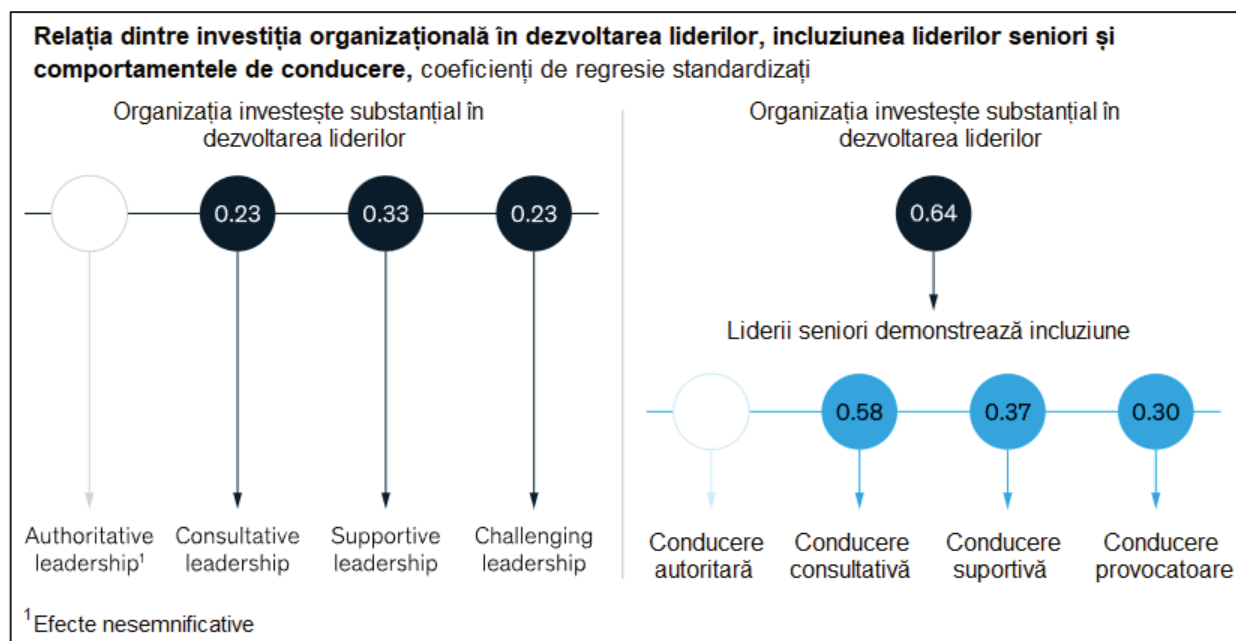 Relația dintre investiția organizațională în dezvoltarea liderilor, incluziunea liderilor seniori și
comportamentele de conducere, coeficienți de regresie standardizați
Organizația investește substanțial în
dezvoltarea liderilor
0.23
0.33
0.23
Authoritative
leadership¹
Consultative
leadership
Supportive
leadership
Challenging
leadership
Organizația investește substanțial în
dezvoltarea liderilor
0.64
Liderii seniori demonstrează incluziune
0.58
0.37
0.30
Conducere
autoritară
Conducere
consultativă
Conducere
suportivă
Conducere
provocatoare
¹Efecte nesemnificative